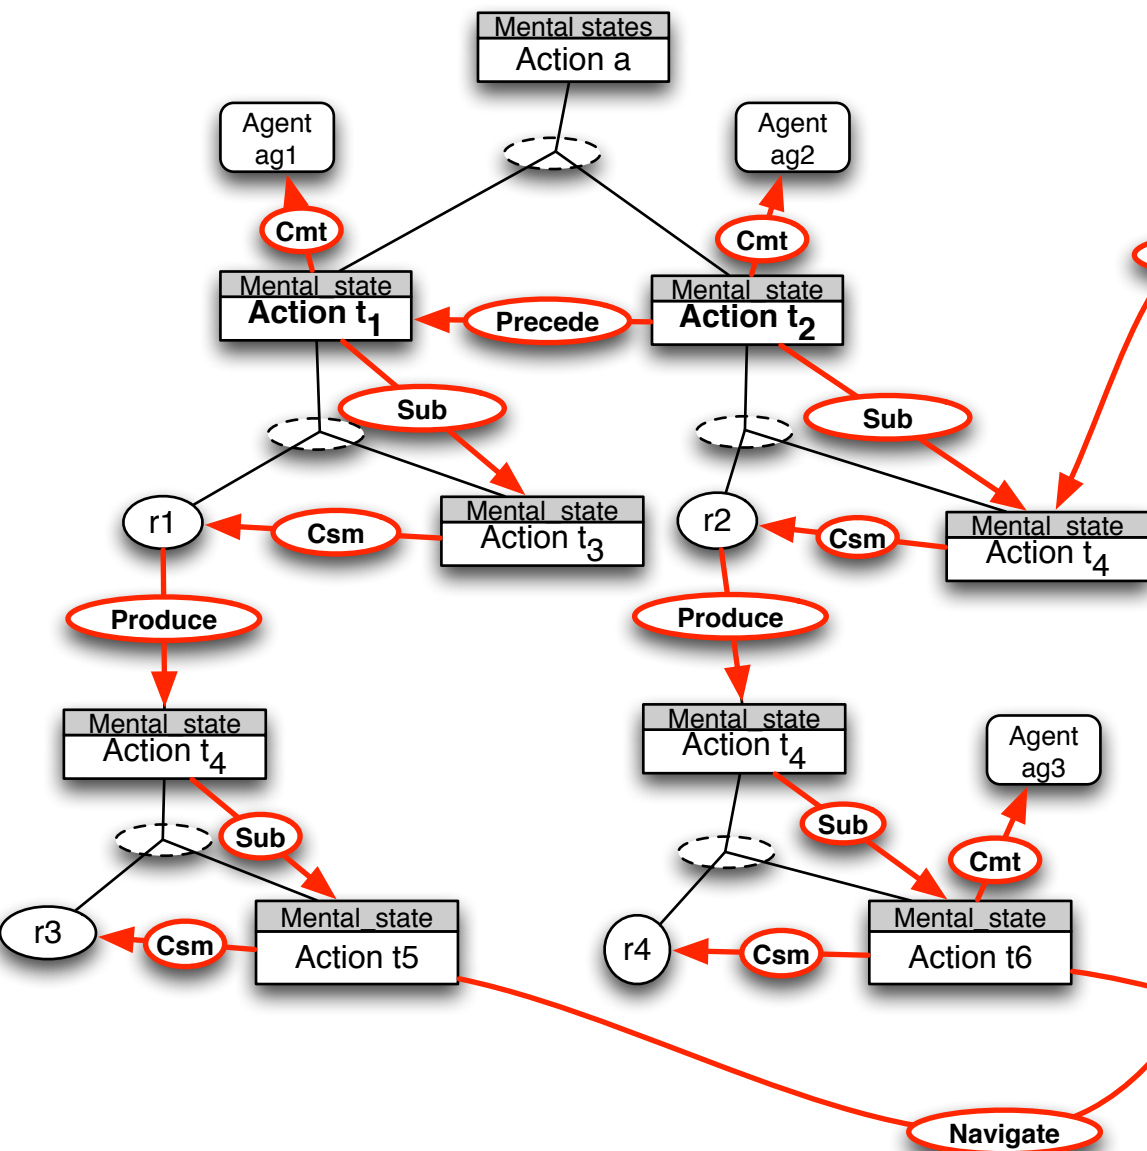 Mental states
Action a
Agent
ag1
Agent
ag2
Cmt
Cmt
Mental_state
Action t1
Precede
Mental_state
Action t2
Sub
Sub
r1
Csm
Mental_state
Action t3
r2
Csm
Mental_state
Action t4
Produce
Produce
Mental_state
Action t4
Mental_state
Action t4
Agent
ag3
Sub
Sub
Cmt
r3
Csm
Mental_state
Action t5
r4
Csm
Mental_state
Action t6
Navigate